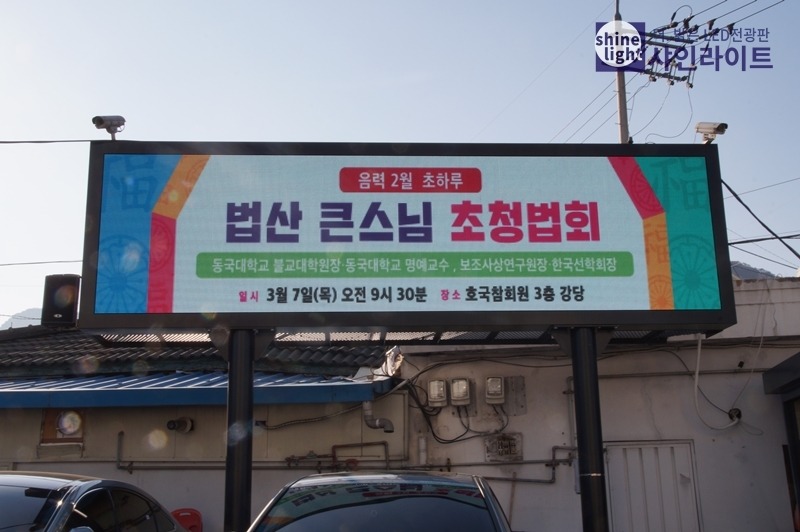 shine
light
샤인라이트
음력 2월 초하루
법산 큰스님 초청법회
동국대학교 불교대학원장·동국대학교 명예교수 , 보조사상연구원장·한국선학회장
일시 3월 7일(목) 오전 9시 30분 장소 호국참회원 3층 강당